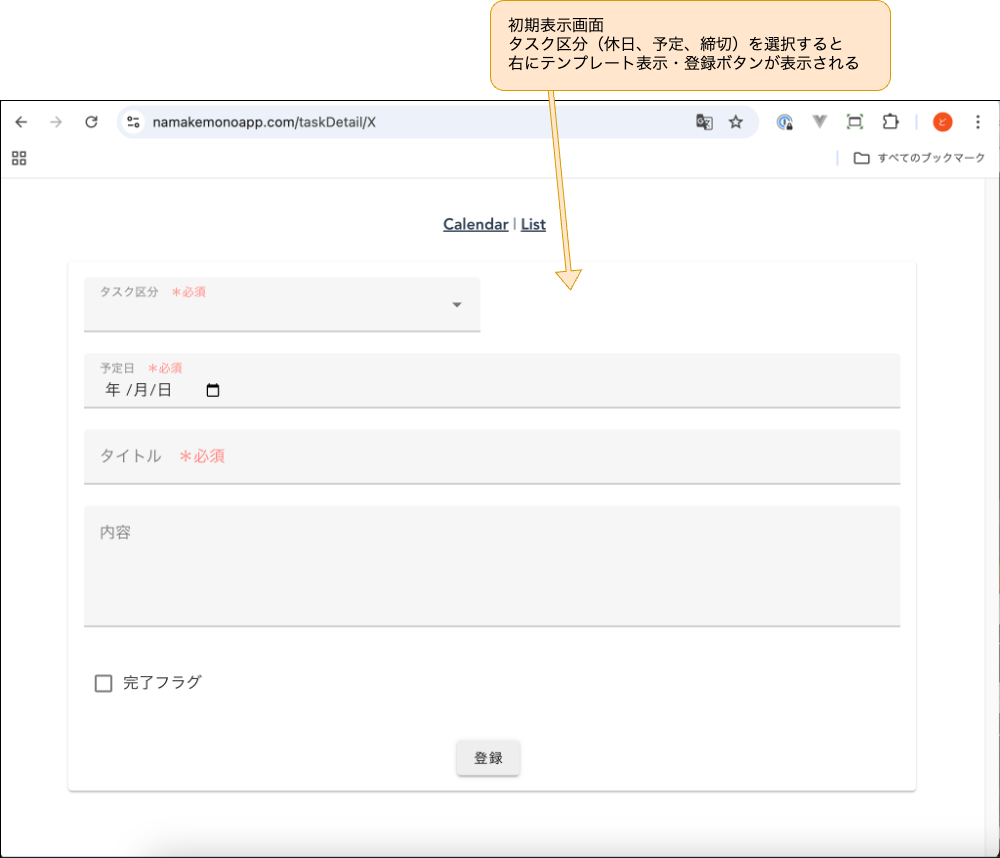 初期表示画面
タスク区分（休日、予定、締切）を選択すると
右にテンプレート表示・登録ボタンが表示される
namakemonoapp.com/taskDetail/X
ど
すべてのブックマーク
Calendar | List
タスク区分 ＊必須
予定日 ＊必須
年 /月/日
タイトル ＊必須
内容
完了フラグ
登録